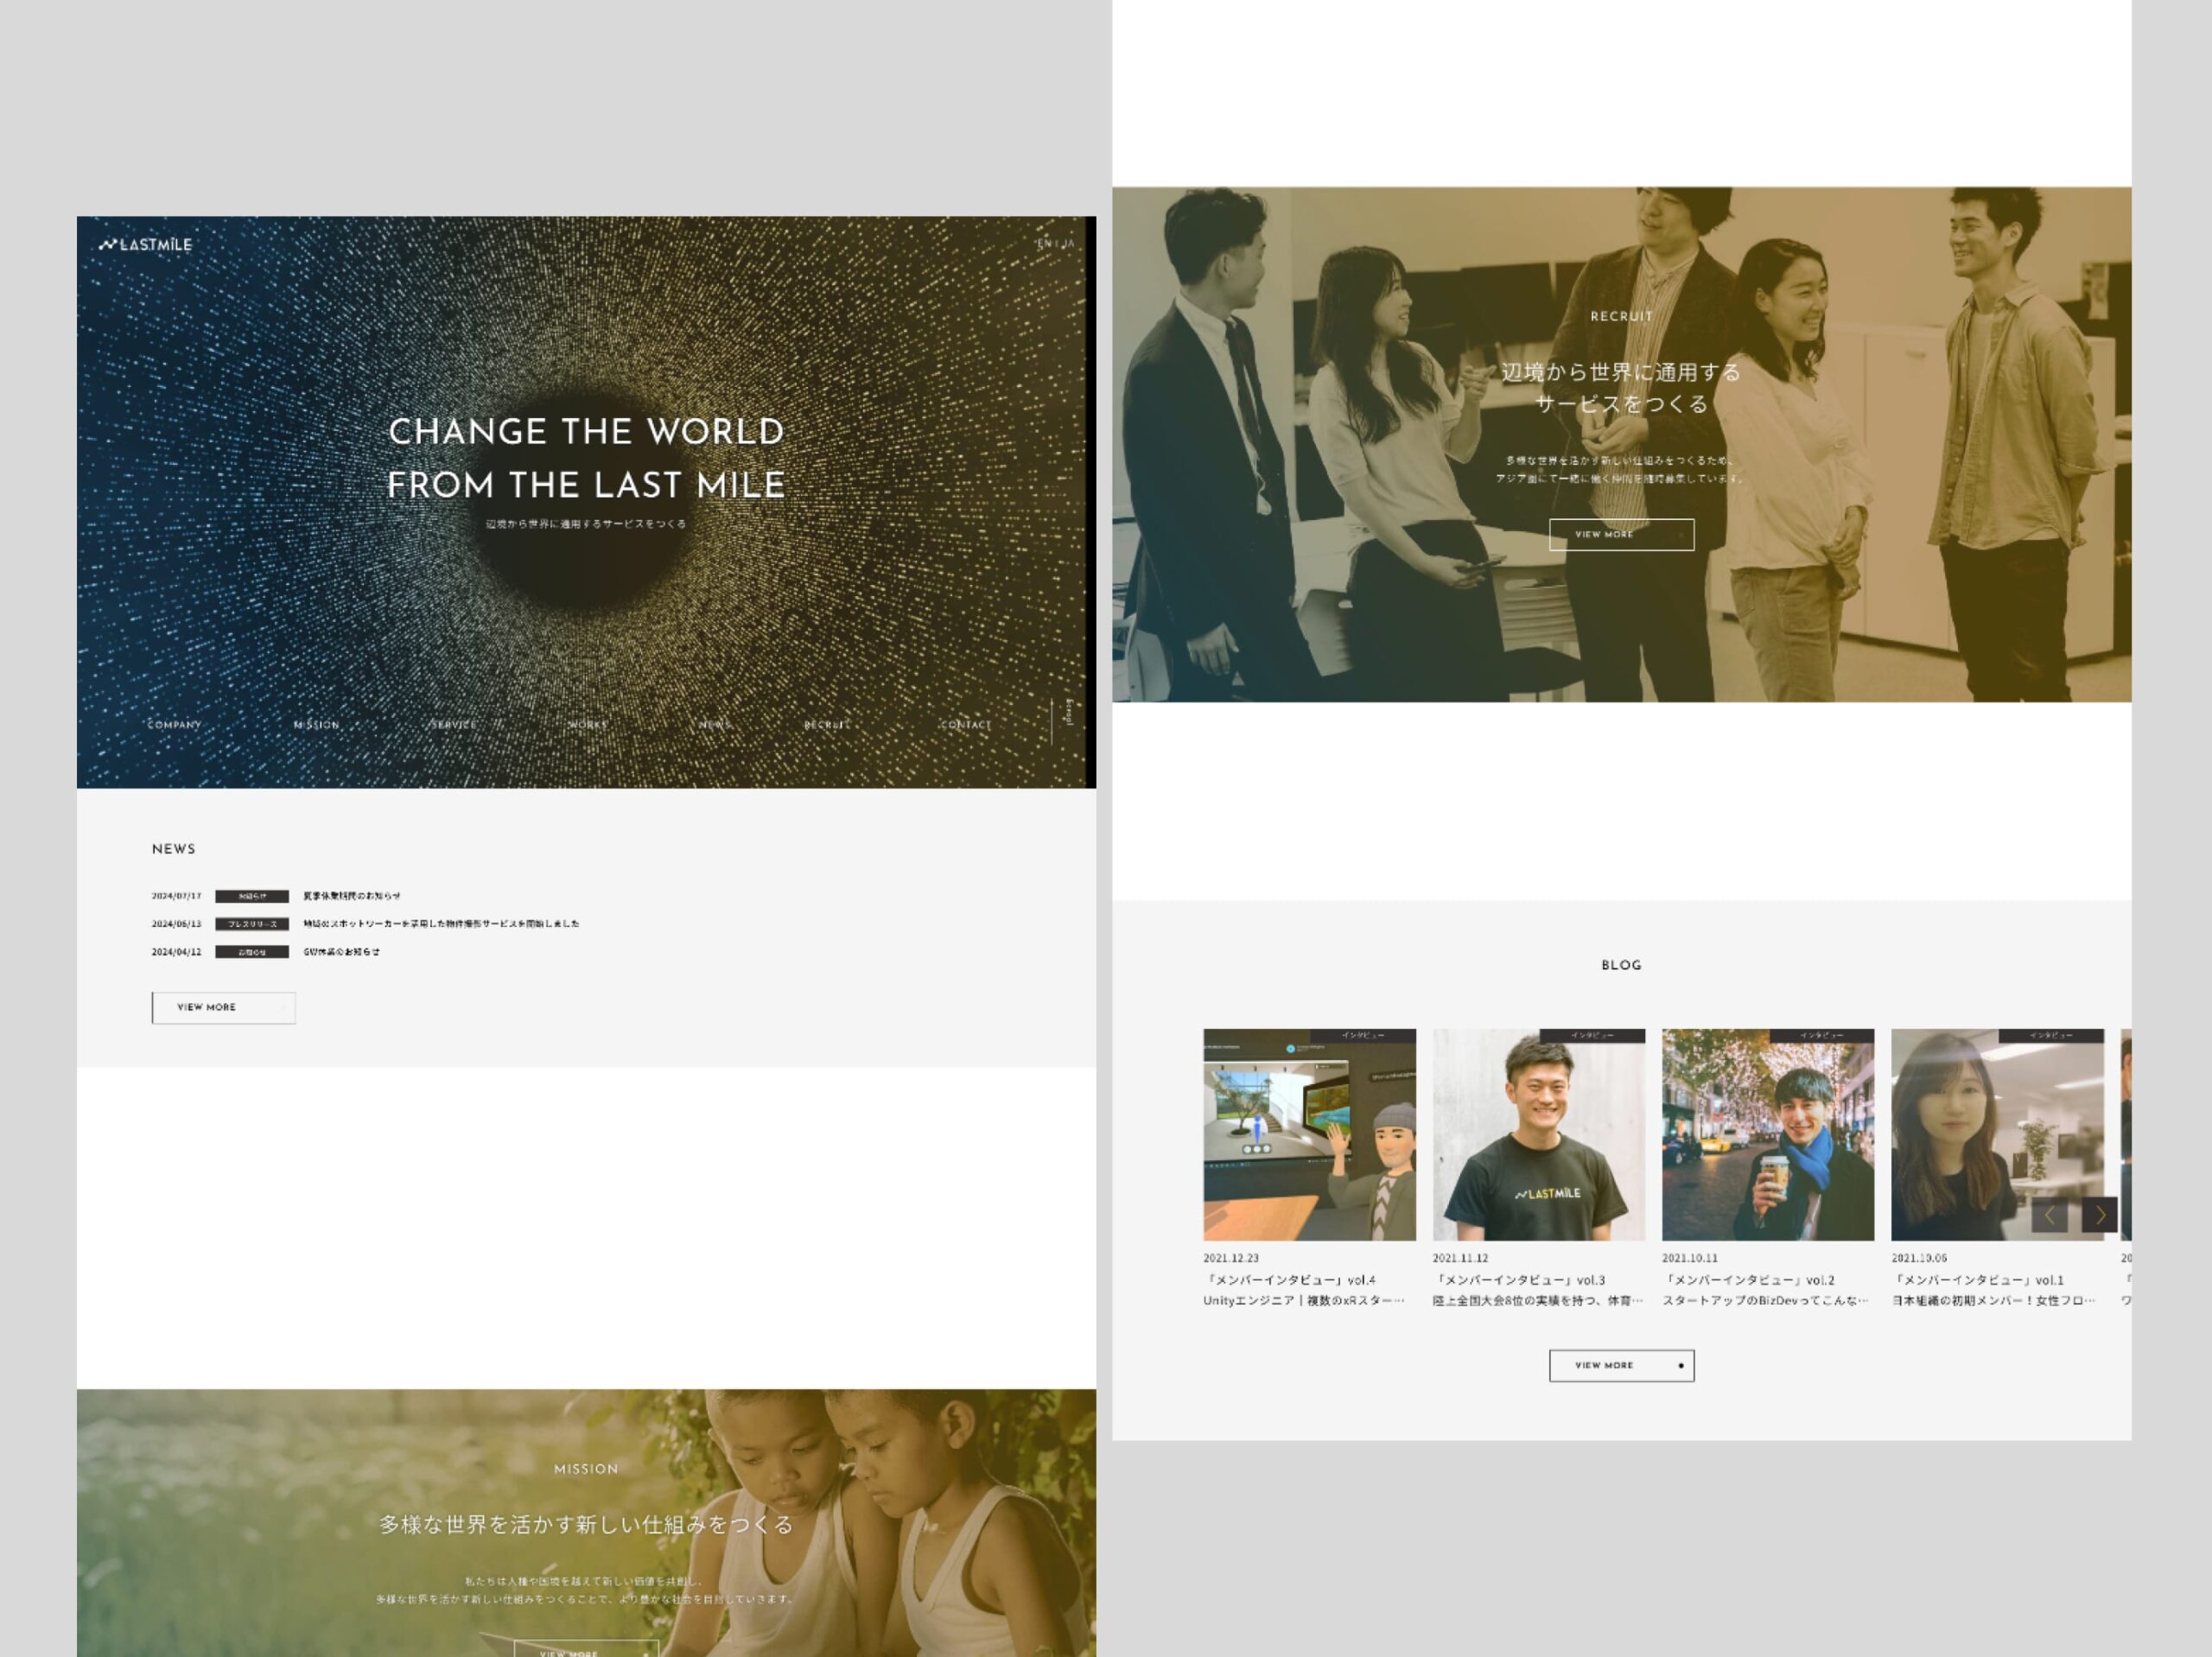 LASTMILE
EN | JA
CHANGE THE WORLD
FROM THE LAST MILE
辺境から世界に通用するサービスをつくる
COMPANY
MISSION
SERVICE
WORKS
NEWS
RECRUIT
CONTACT
Scroll
NEWS
2024/07/17 お知らせ 夏季休業期間のお知らせ
2024/06/13 プレスリリース 地域のスポットワーカーを活用した物件撮影サービスを開始しました
2024/04/12 お知らせ GW休業のお知らせ
VIEW MORE
MISSION
多様な世界を活かす新しい仕組みをつくる
私たちは人種や国境を越えて新しい価値を共創し、
多様な世界を活かす新しい仕組みをつくることで、より豊かな社会を目指していきます。
VIEW MORE
RECRUIT
辺境から世界に通用する
サービスをつくる
多様な世界を活かす新しい仕組みをつくるため、
アジア圏にて一緒に働く仲間を随時募集しています。
VIEW MORE
BLOG
インタビュー
2021.12.23
「メンバーインタビュー」vol.4
Unityエンジニア｜複数のxRスター…
インタビュー
LASTMILE
2021.11.12
「メンバーインタビュー」vol.3
陸上全国大会8位の実績を持つ、体育…
インタビュー
2021.10.11
「メンバーインタビュー」vol.2
スタートアップのBizDevってこんな…
インタビュー
2021.10.06
「メンバーインタビュー」vol.1
日本組織の初期メンバー！女性フロ…
20
「
ワ
VIEW MORE